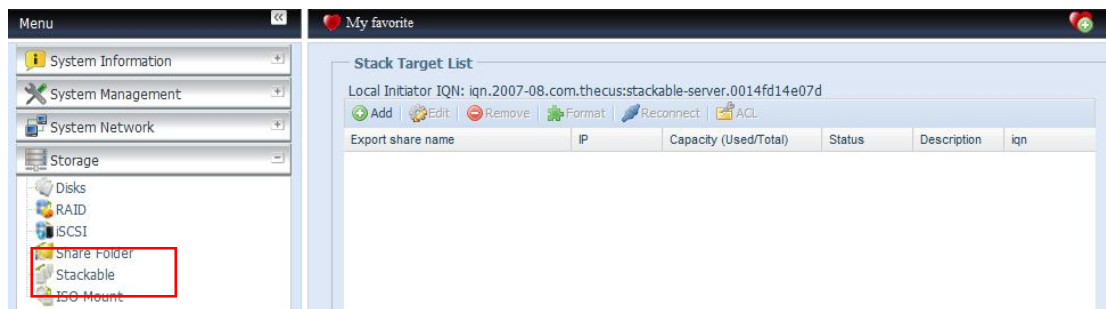 Menu
System Information
System Management
System Network
Storage
Disks
RAID
iSCSI
Share Folder
Stackable
ISO Mount
My favorite
Stack Target List
Local Initiator IQN: iqn.2007-08.com.thecus:stackable-server.0014fd14e07d
Add Edit Remove Format Reconnect ACL
Export share name IP Capacity (Used/Total) Status Description iqn